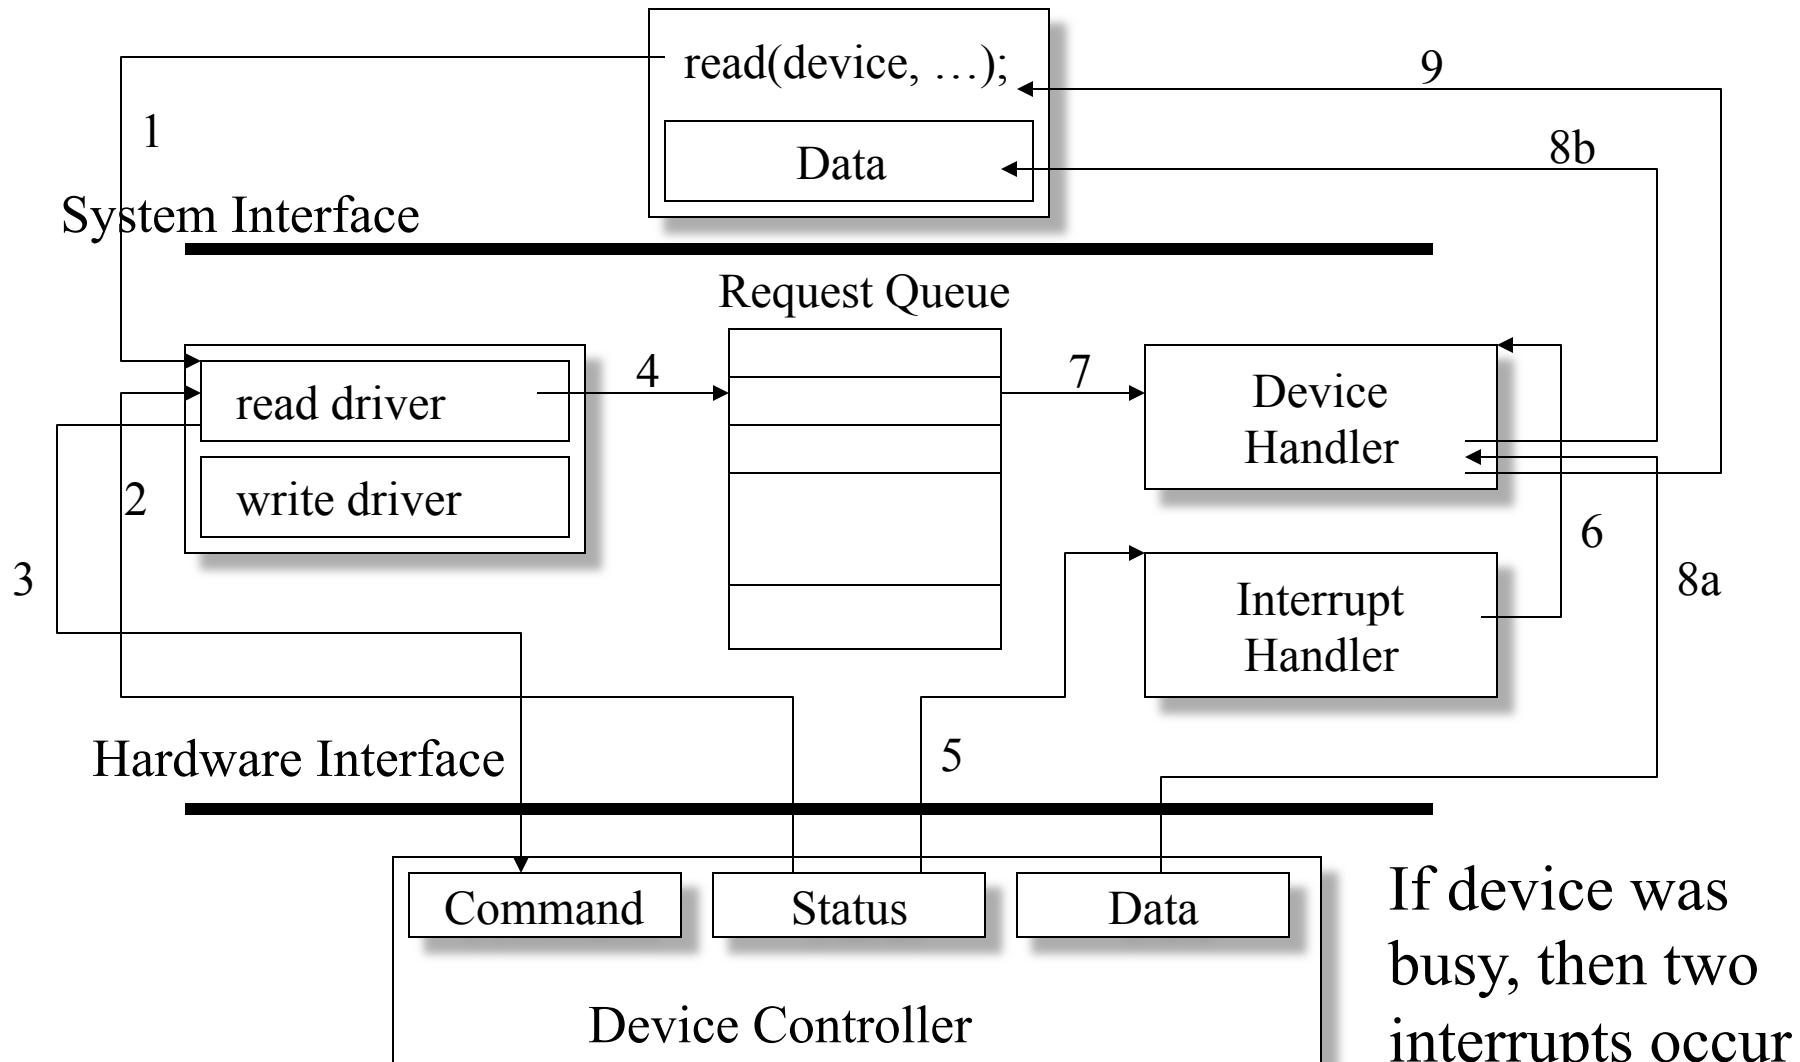 read(device, …);
9
1
8b
Data
System Interface
Request Queue
4
7
read driver
Device
Handler
2
write driver
6
3
8a
Interrupt
Handler
Hardware Interface
5
Command
Status
Data
If device was
busy, then two
interrupts occur
Device Controller